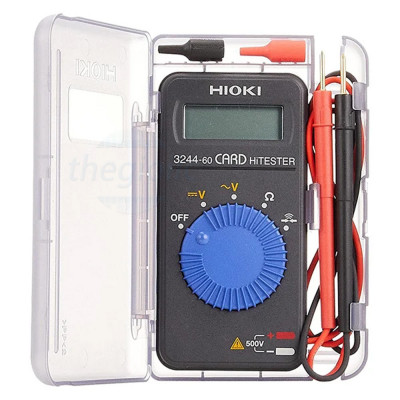 HIOKI
HIOKI
3244-60 CARD HiTESTER
OFF
⎓V
~V
Ω
500V
+
−